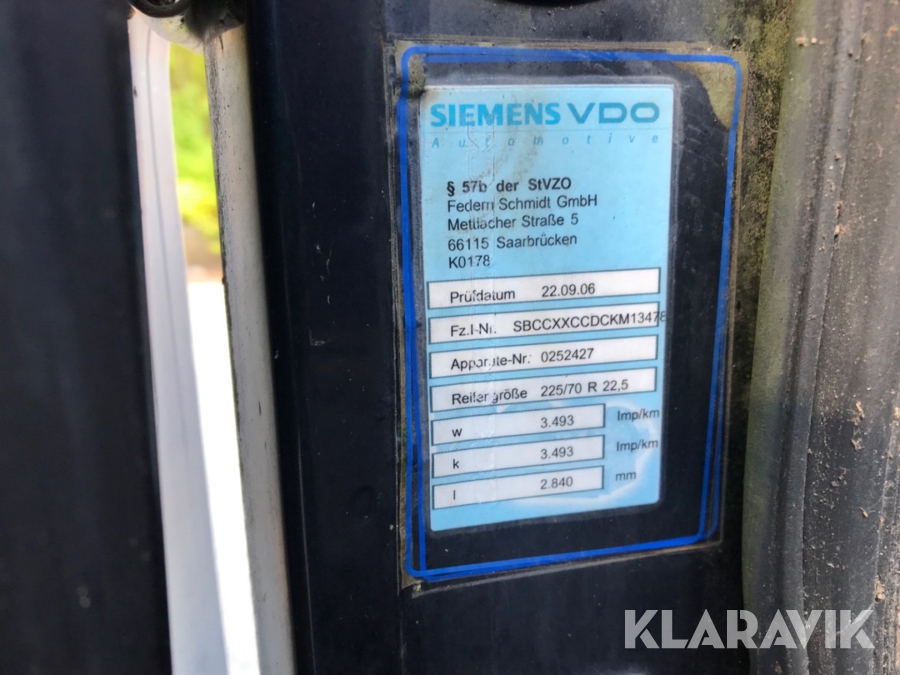 SIEMENS VDO
Automotive
§ 57b der StVZO
Federn Schmidt GmbH
Mettlacher Straße 5
66115 Saarbrücken
K0178
Prüfdatum 22.09.06
Fz.I-Nr. SBCCXXCCDCKM13478
Apparate-Nr. 0252427
Reifengröße 225/70 R 22,5
w 3.493 Imp/km
k 3.493 Imp/km
l 2.840 mm
KLARAVIK